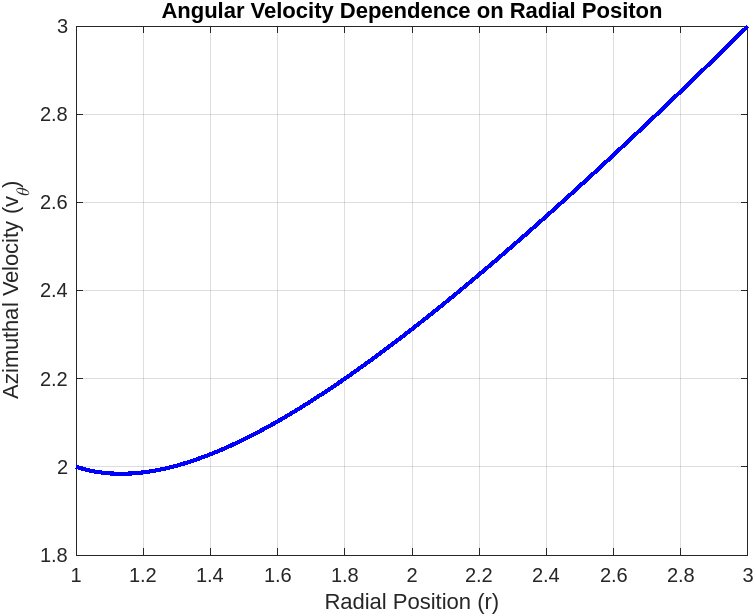 Angular Velocity Dependence on Radial Positon
3
2.8
2.6
2.4
2.2
2
1.8
Azimuthal Velocity (v_θ)
1 1.2 1.4 1.6 1.8 2 2.2 2.4 2.6 2.8 3
Radial Position (r)